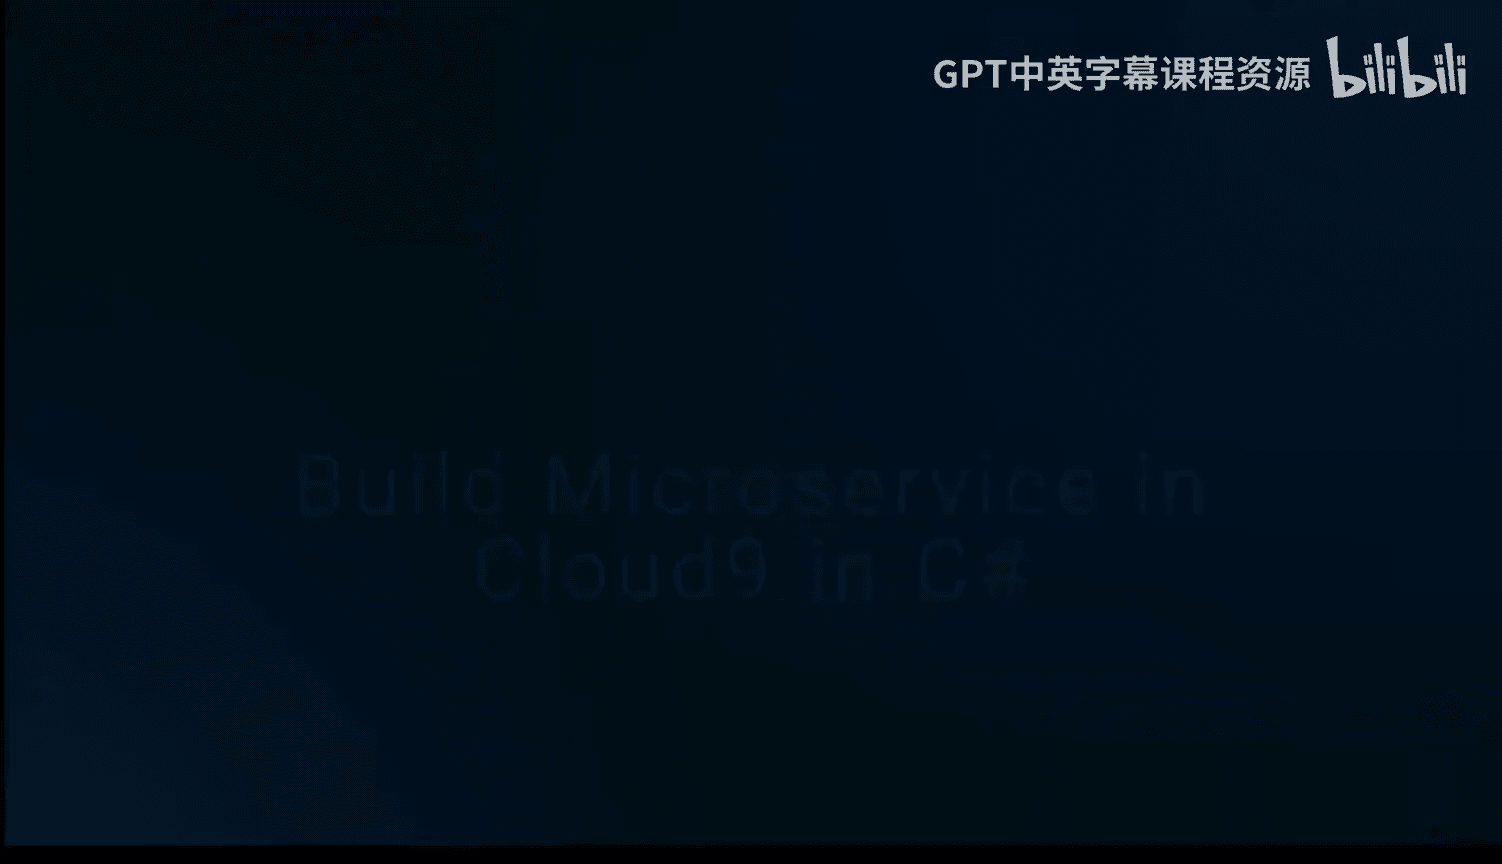 GPT中英字幕课程资源 bilibili
Build Microservice in
Cloud9 in C#